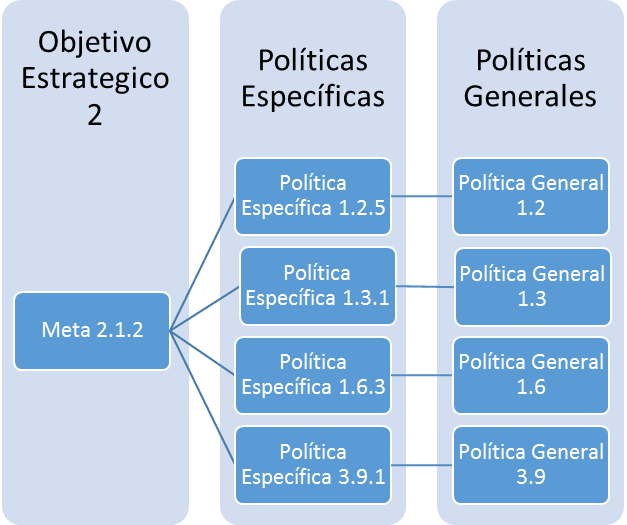 Objetivo
Estrategico
2
Políticas
Específicas
Políticas
Generales
Meta 2.1.2
Política
Específica 1.2.5
Política General
1.2
Política
Específica 1.3.1
Política General
1.3
Política
Específica 1.6.3
Política General
1.6
Política
Específica 3.9.1
Política General
3.9